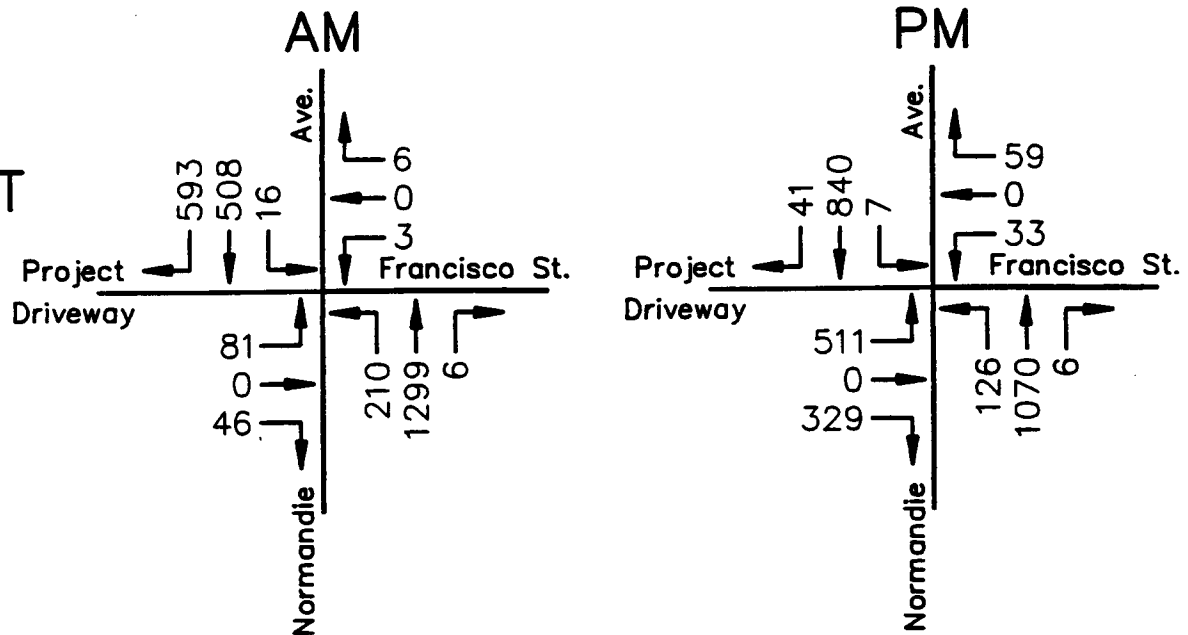 AM
Ave.
T
593
508
16
6
0
3
Project
Driveway
Francisco St.
81
0
46
210
1299
6
Normandie
PM
Ave.
41
840
7
59
0
33
Project
Driveway
Francisco St.
511
0
329
126
1070
6
Normandie